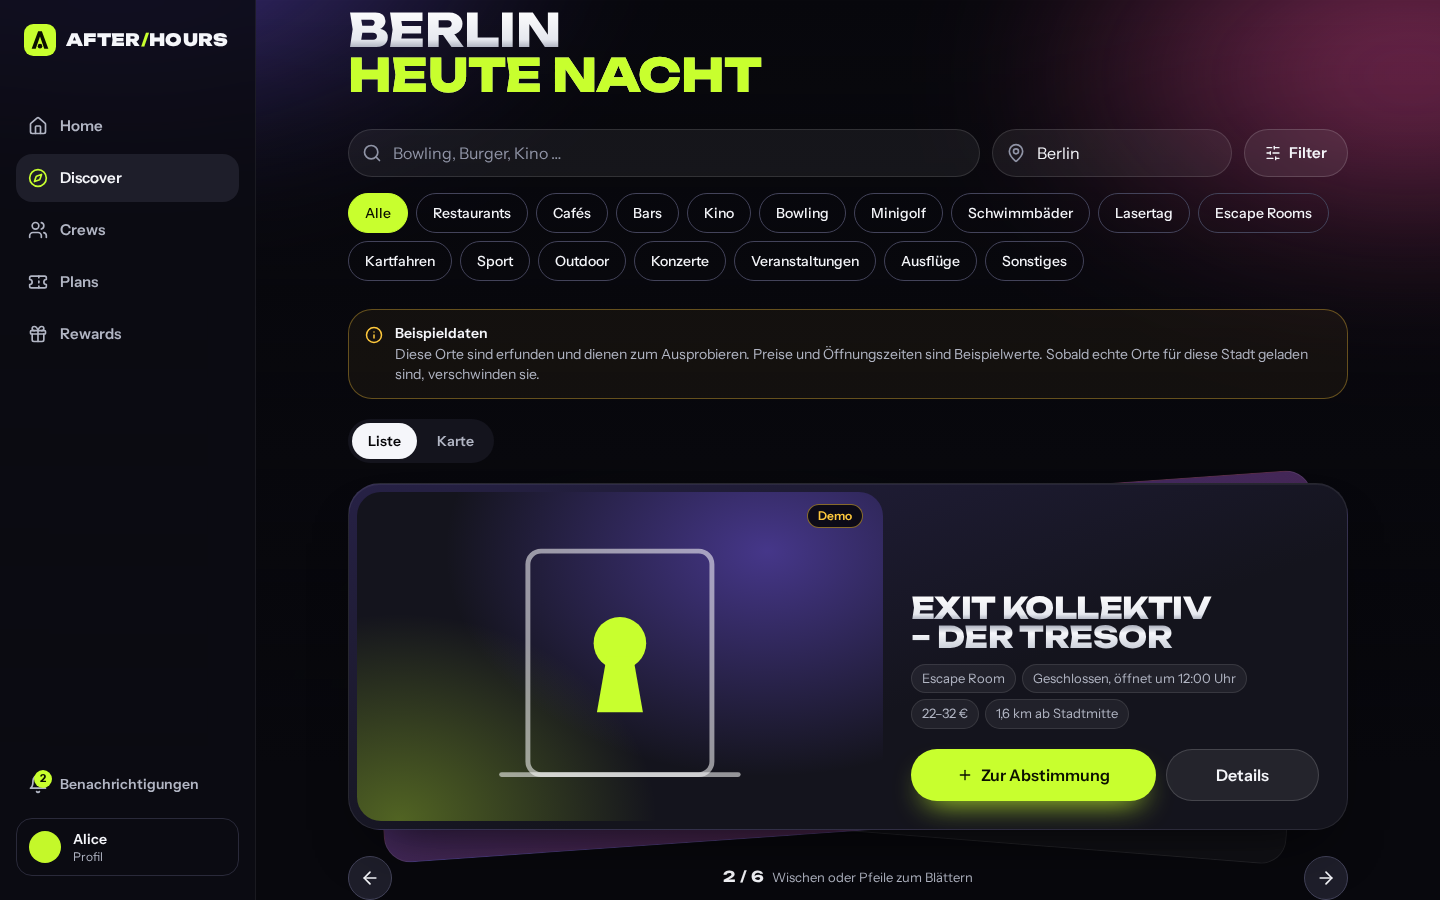 AFTER/HOURS
Home
Discover
Crews
Plans
Rewards
2
Benachrichtigungen
Alice
Profil
BERLIN
HEUTE NACHT
Bowling, Burger, Kino ...
Berlin
Filter
Alle
Restaurants
Cafés
Bars
Kino
Bowling
Minigolf
Schwimmbäder
Lasertag
Escape Rooms
Kartfahren
Sport
Outdoor
Konzerte
Veranstaltungen
Ausflüge
Sonstiges
Beispieldaten
Diese Orte sind erfunden und dienen zum Ausprobieren. Preise und Öffnungszeiten sind Beispielwerte. Sobald echte Orte für diese Stadt geladen
sind, verschwinden sie.
Liste
Karte
Demo
EXIT KOLLEKTIV
– DER TRESOR
Escape Room
Geschlossen, öffnet um 12:00 Uhr
22–32 €
1,6 km ab Stadtmitte
+ Zur Abstimmung
Details
2 / 6 Wischen oder Pfeile zum Blättern